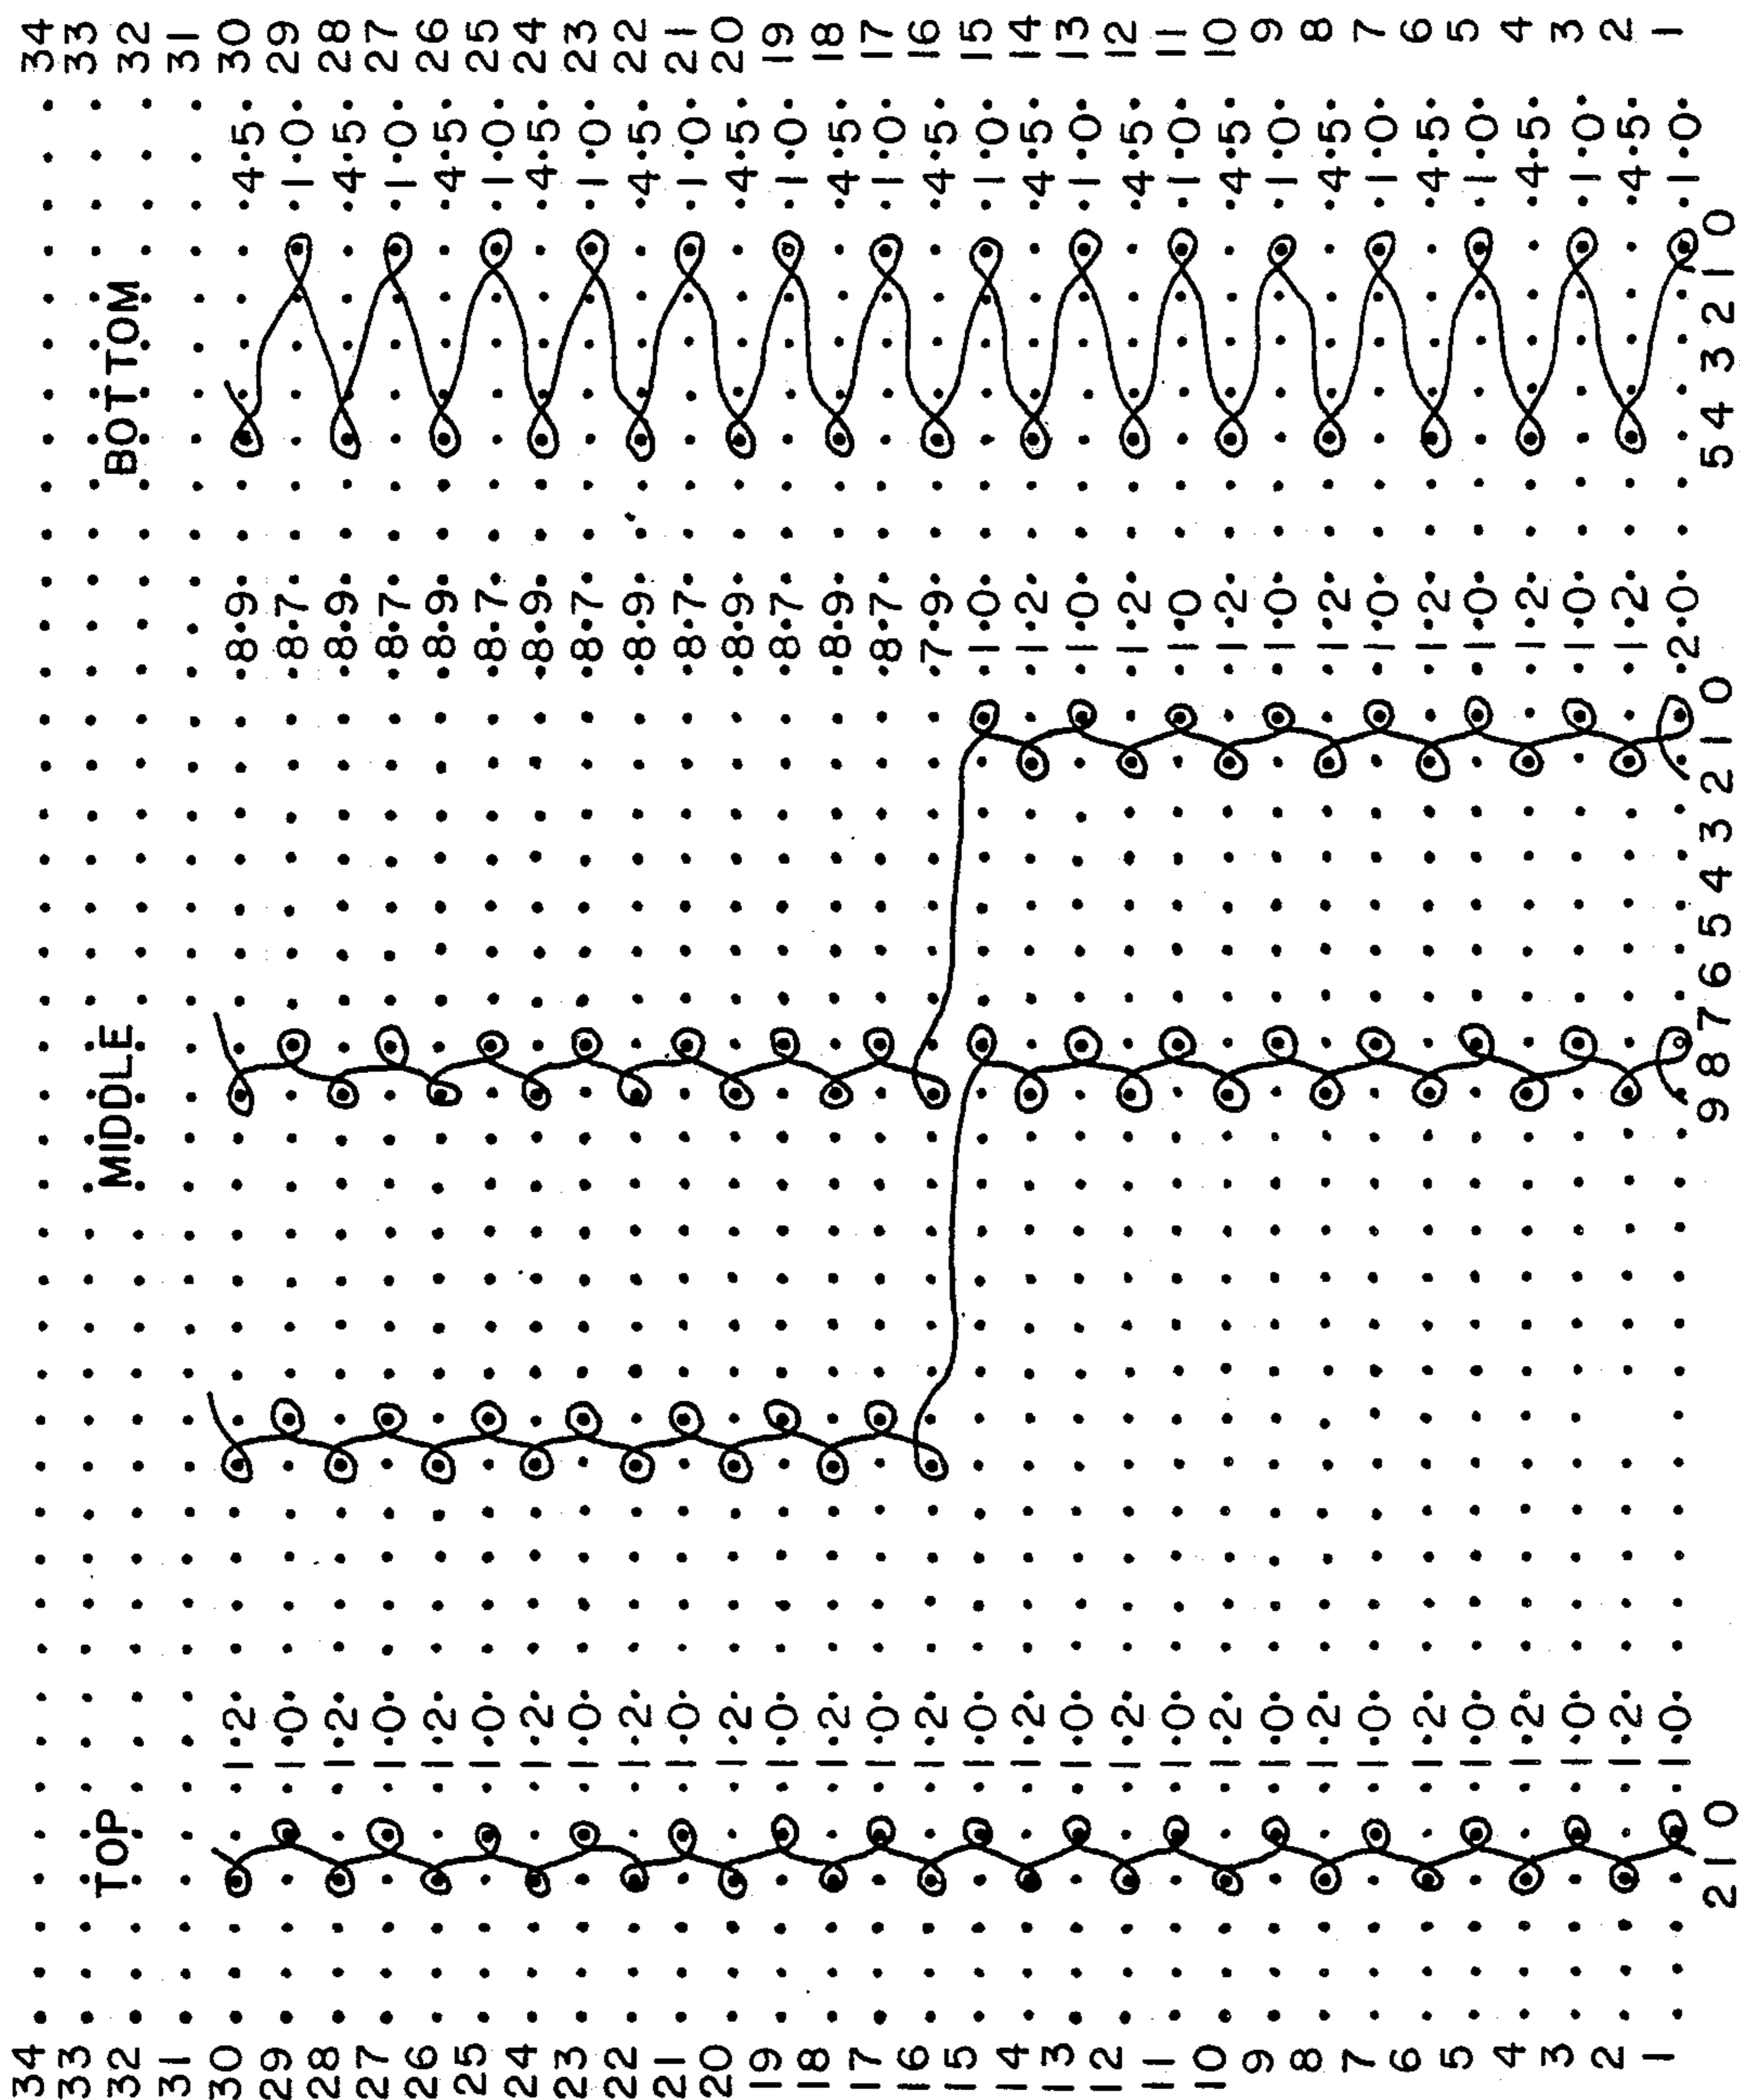 34 34
33 33
TOP MIDDLE BOTTOM
32 32
31 31
30 1·2 8·9 4·5 30
29 1·0 8·7 1·0 29
28 1·2 8·9 4·5 28
27 1·0 8·7 1·0 27
26 1·2 8·9 4·5 26
25 1·0 8·7 1·0 25
24 1·2 8·9 4·5 24
23 1·0 8·7 1·0 23
22 1·2 8·9 4·5 22
21 1·0 8·7 1·0 21
20 1·2 8·9 4·5 20
19 1·0 8·7 1·0 19
18 1·2 8·9 4·5 18
17 1·0 8·7 1·0 17
16 1·2 7·9 4·5 16
15 1·0 1·0 1·0 15
14 1·2 1·2 4·5 14
13 1·0 1·0 1·0 13
12 1·2 1·2 4·5 12
11 1·0 1·0 1·0 11
10 1·2 1·2 4·5 10
9 1·0 1·0 1·0 9
8 1·2 1·2 4·5 8
7 1·0 1·0 1·0 7
6 1·2 1·2 4·5 6
5 1·0 1·0 1·0 5
4 1·2 1·2 4·5 4
3 1·0 1·0 1·0 3
2 1·2 1·2 4·5 2
1 1·0 2·0 1·0 1
2 1 0 9 8 7 6 5 4 3 2 1 0 5 4 3 2 1 0